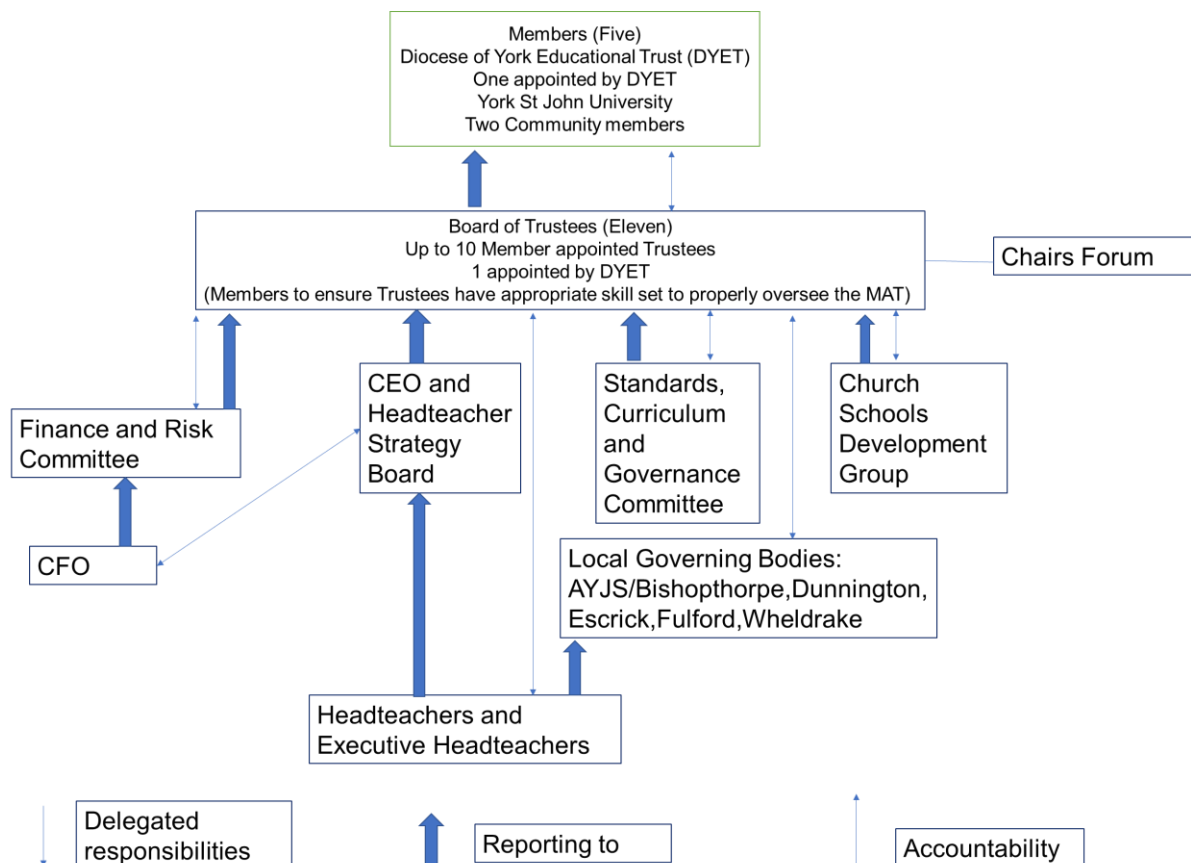 Members (Five)
Diocese of York Educational Trust (DYET)
One appointed by DYET
York St John University
Two Community members
Board of Trustees (Eleven)
Up to 10 Member appointed Trustees
1 appointed by DYET
(Members to ensure Trustees have appropriate skill set to properly oversee the MAT)
Chairs Forum
Finance and Risk
Committee
CEO and
Headteacher
Strategy
Board
Standards,
Curriculum
and
Governance
Committee
Church
Schools
Development
Group
CFO
Local Governing Bodies:
AYJS/Bishopthorpe,Dunnington,
Escrick,Fulford,Wheldrake
Headteachers and
Executive Headteachers
Delegated
responsibilities
Reporting to
Accountability